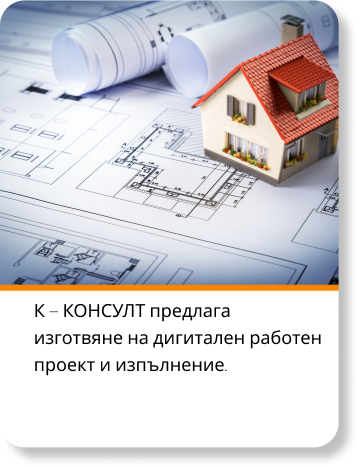 К – КОНСУЛТ предлага
изготвяне на дигитален работен
проект и изпълнение.